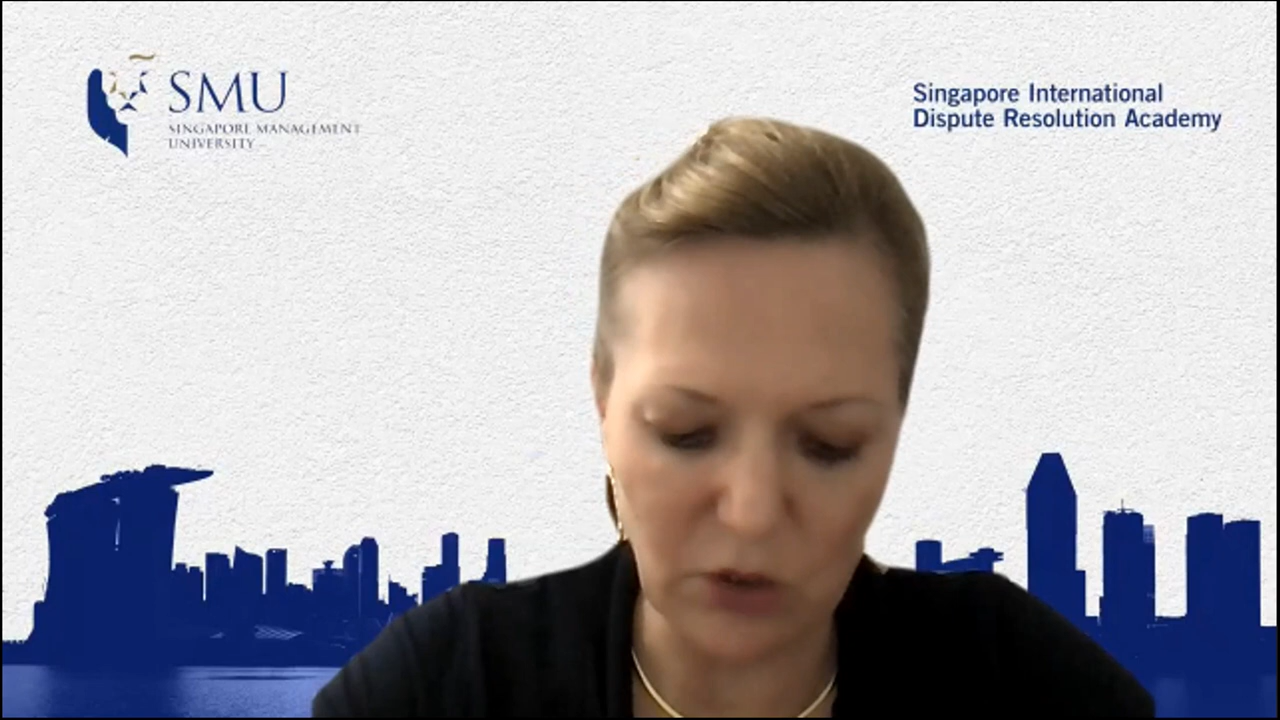 SMU
SINGAPORE MANAGEMENT
UNIVERSITY
Singapore International
Dispute Resolution Academy